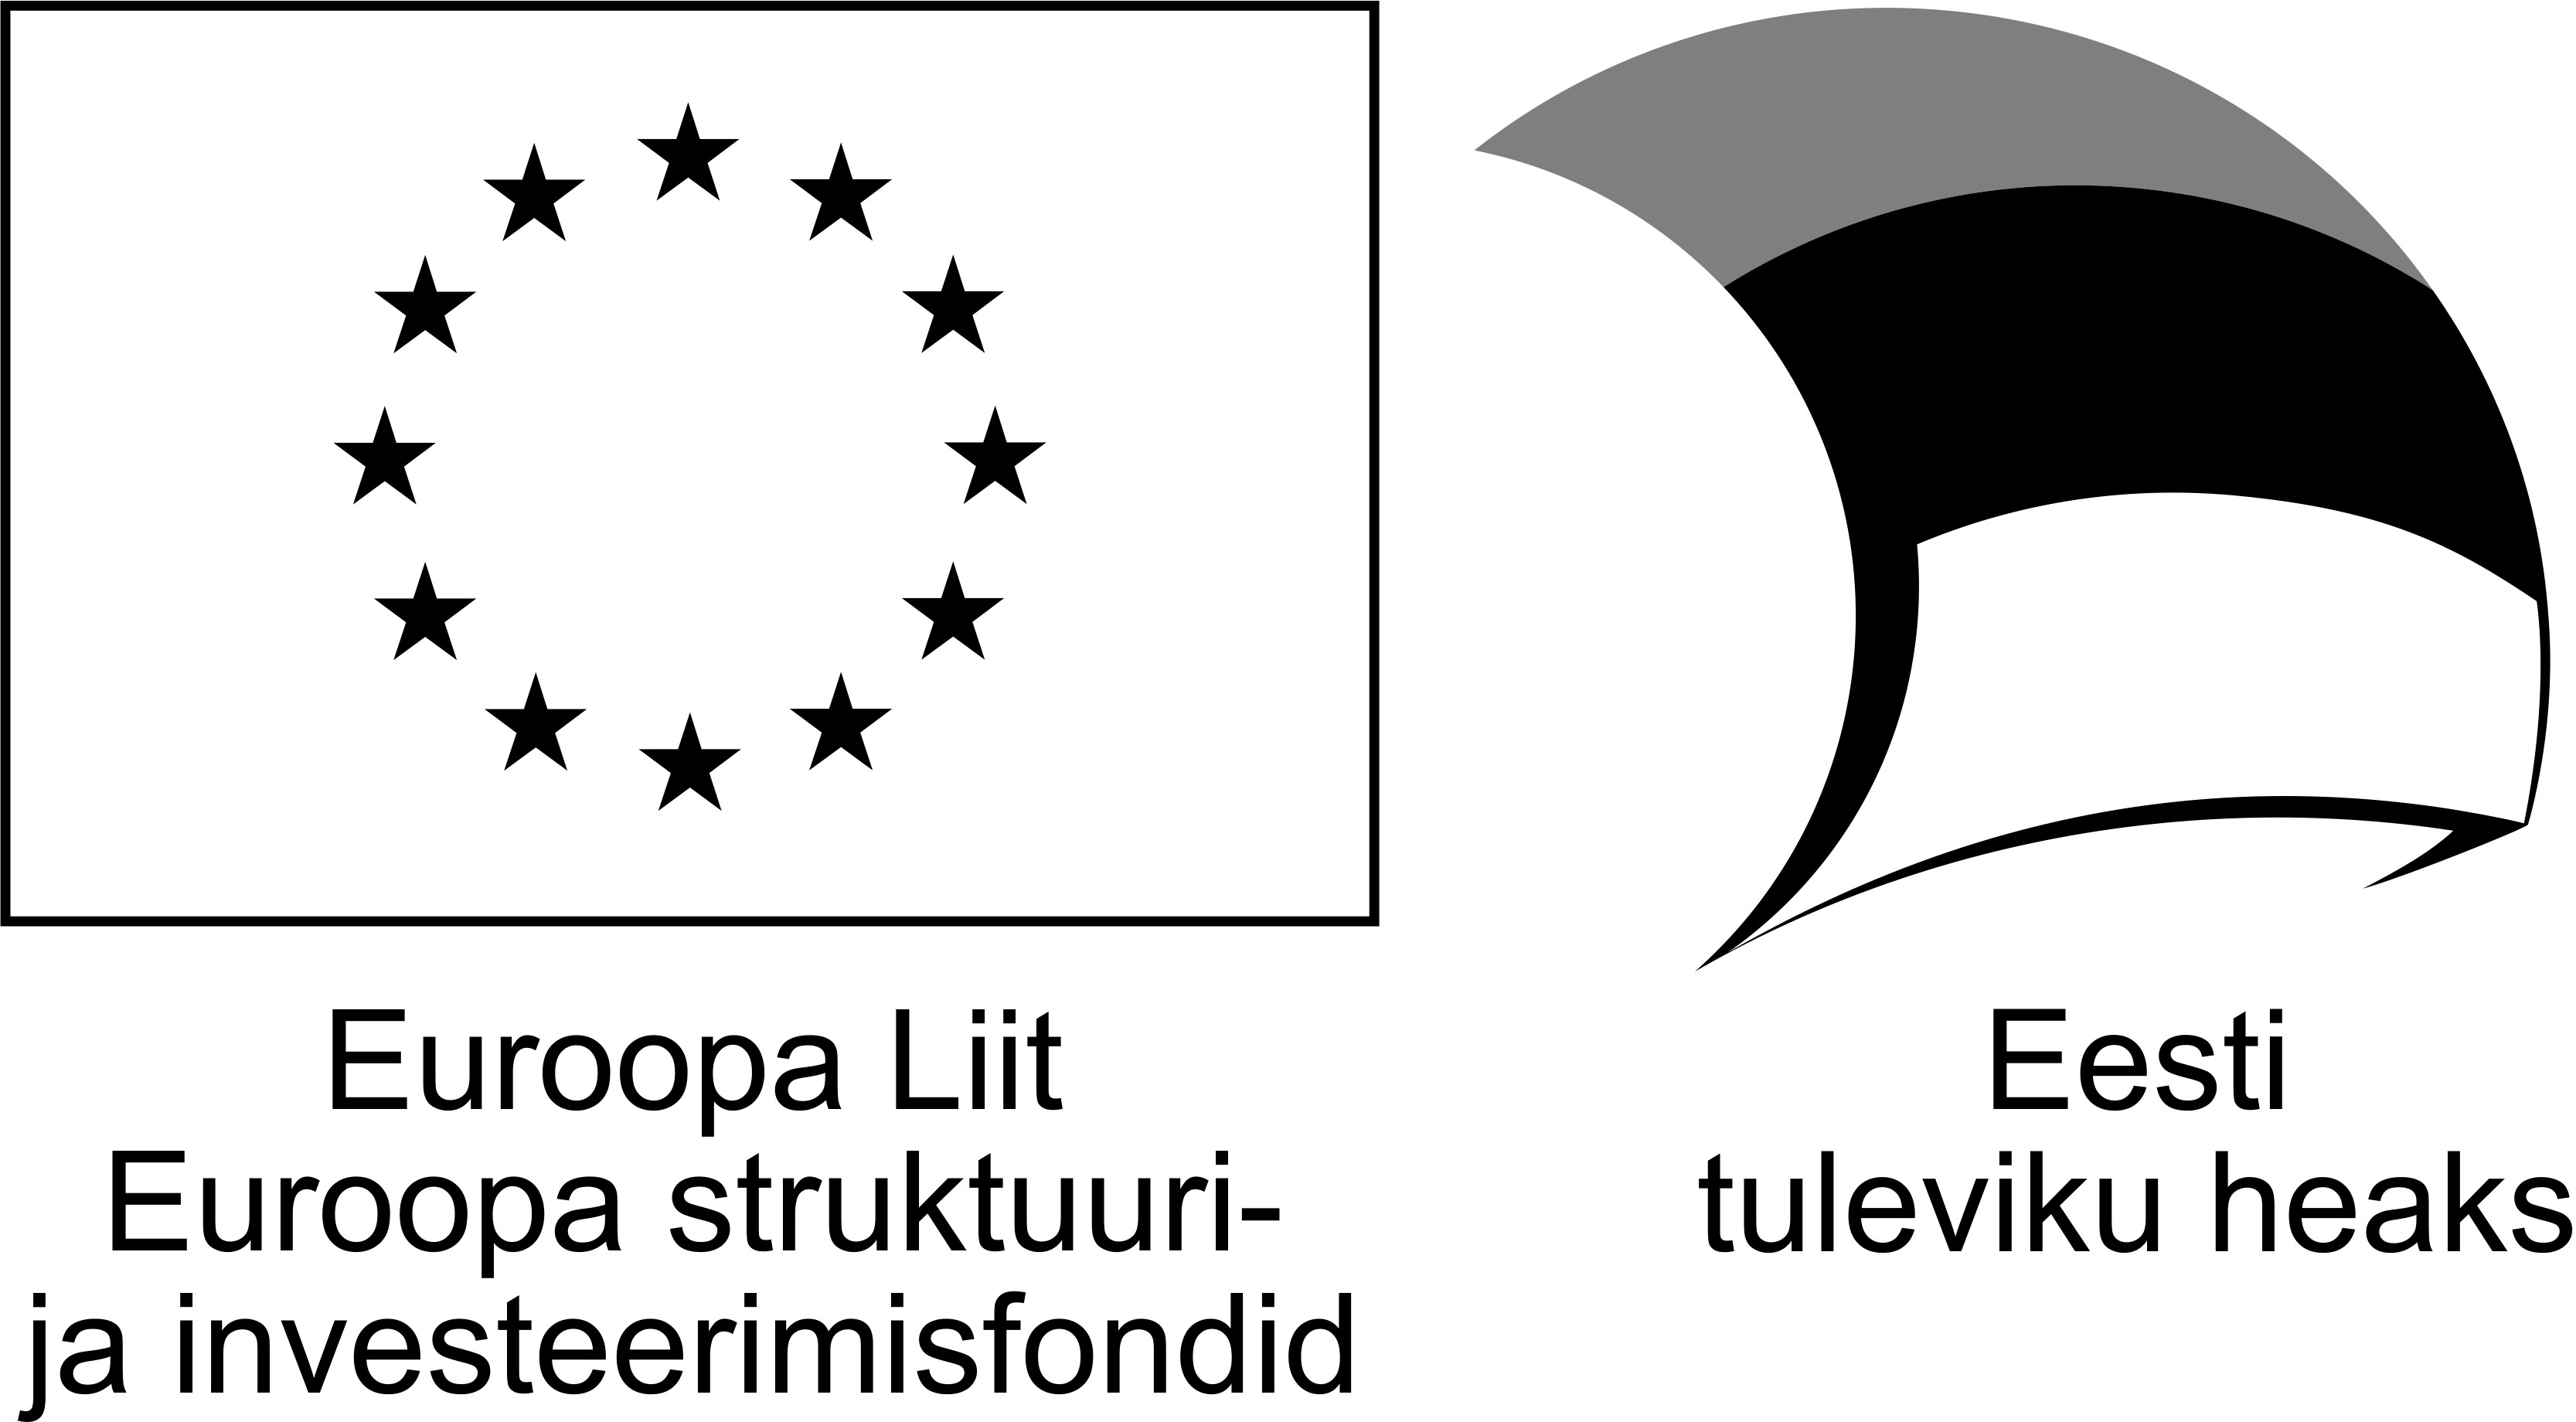 Euroopa Liit
Euroopa struktuuri-
ja investeerimisfondid
Eesti
tuleviku heaks